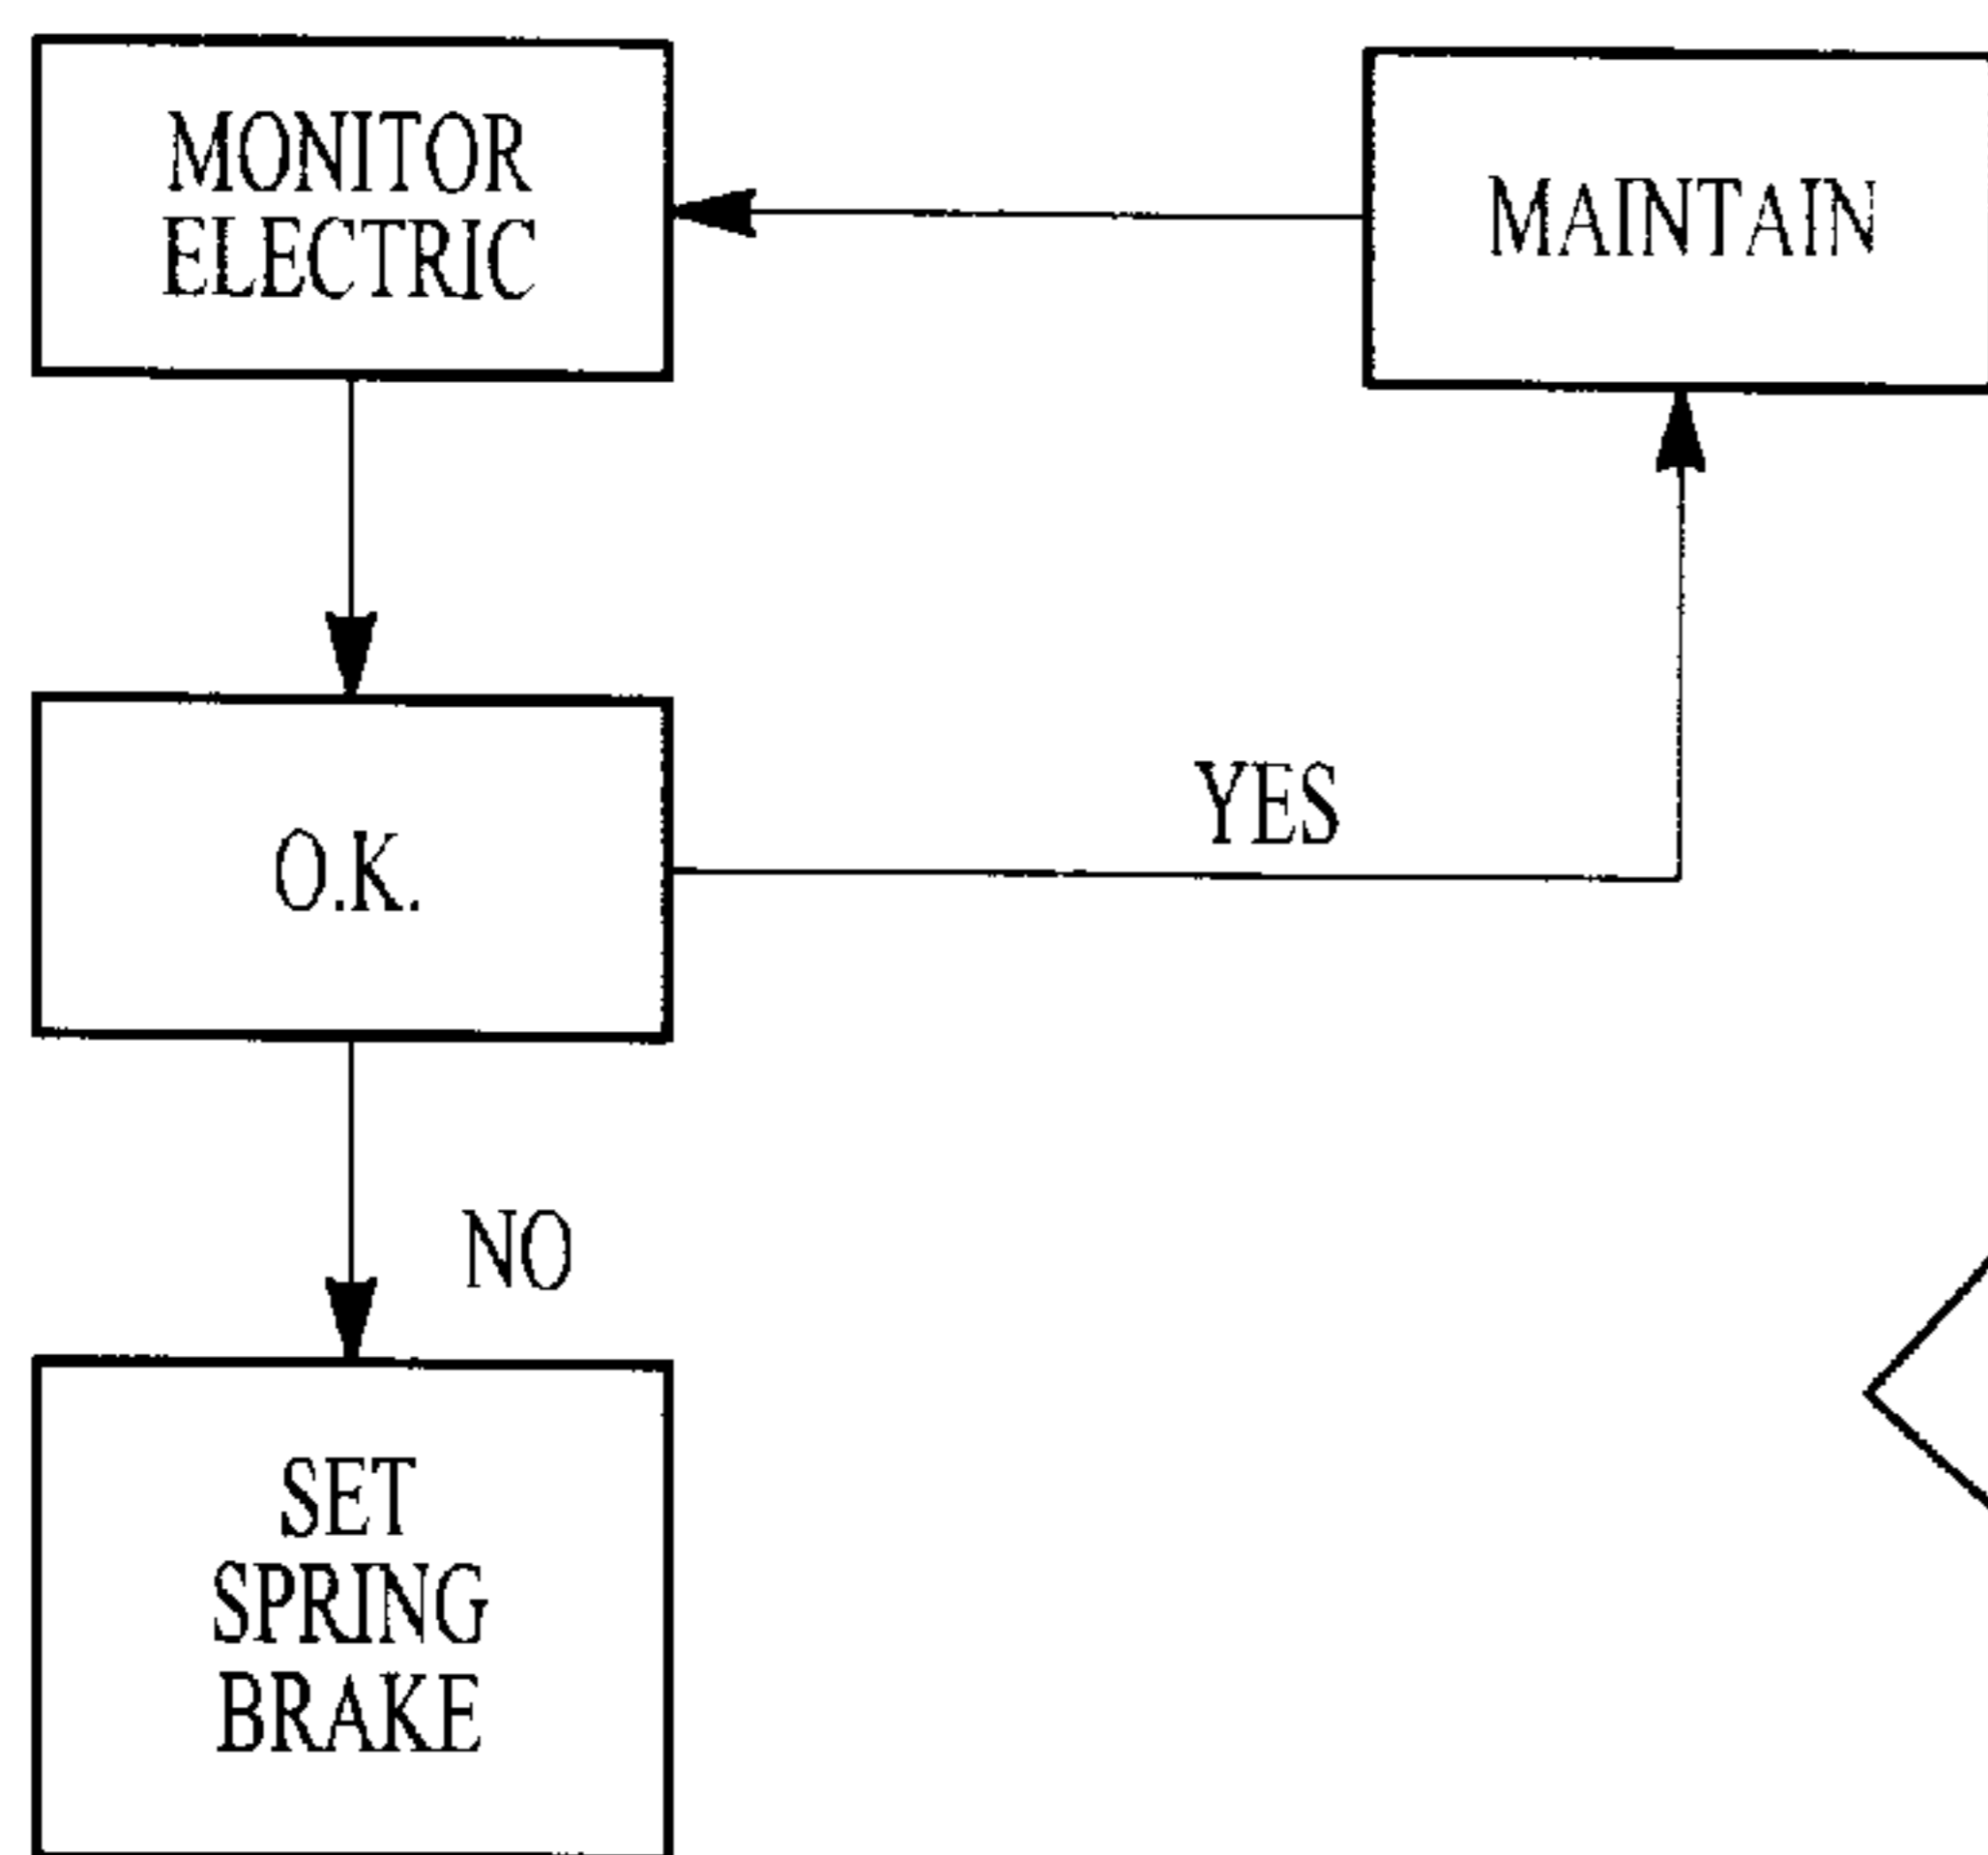 MONITOR
ELECTRIC
MAINTAIN
O.K.
YES
NO
SET
SPRING
BRAKE